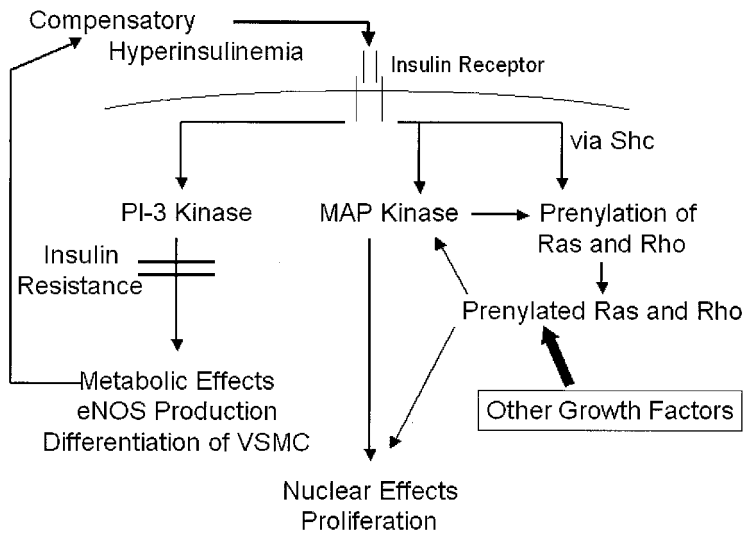 Compensatory
Hyperinsulinemia
Insulin Receptor
via Shc
PI-3 Kinase
MAP Kinase
Prenylation of
Ras and Rho
Insulin
Resistance
Prenylated Ras and Rho
Metabolic Effects
eNOS Production
Differentiation of VSMC
Other Growth Factors
Nuclear Effects
Proliferation